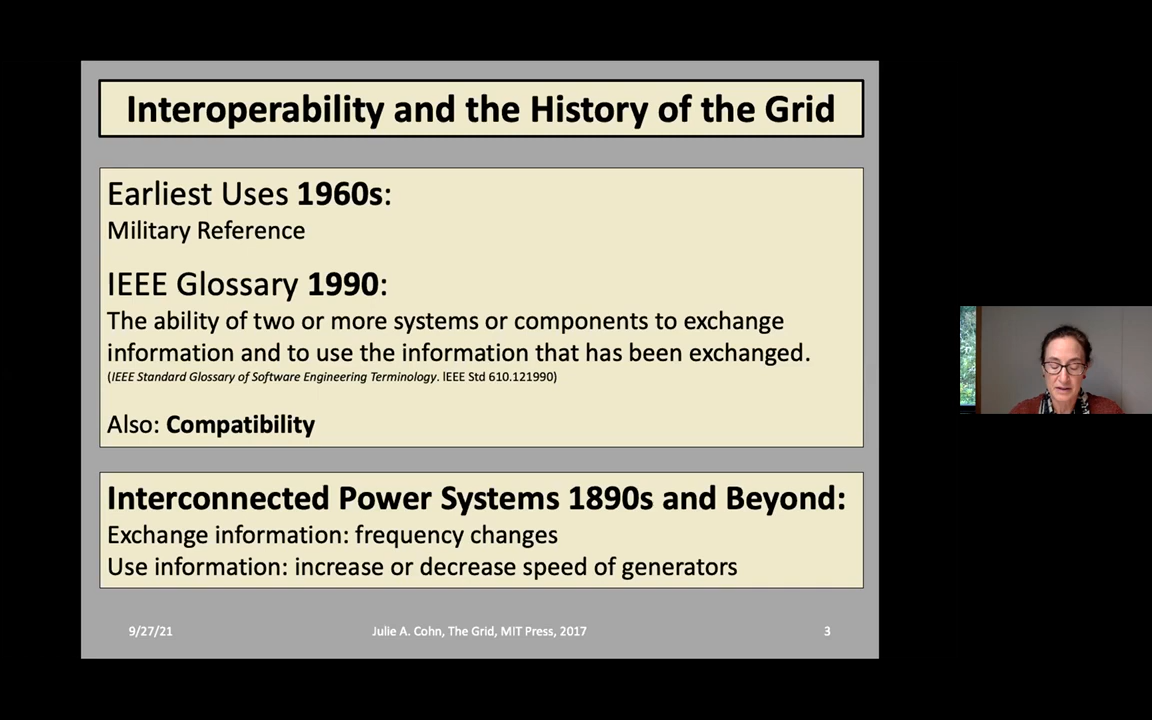 Interoperability and the History of the Grid
Earliest Uses 1960s:
Military Reference
IEEE Glossary 1990:
The ability of two or more systems or components to exchange
information and to use the information that has been exchanged.
(IEEE Standard Glossary of Software Engineering Terminology. IEEE Std 610.121990)
Also: Compatibility
Interconnected Power Systems 1890s and Beyond:
Exchange information: frequency changes
Use information: increase or decrease speed of generators
9/27/21
Julie A. Cohn, The Grid, MIT Press, 2017
3